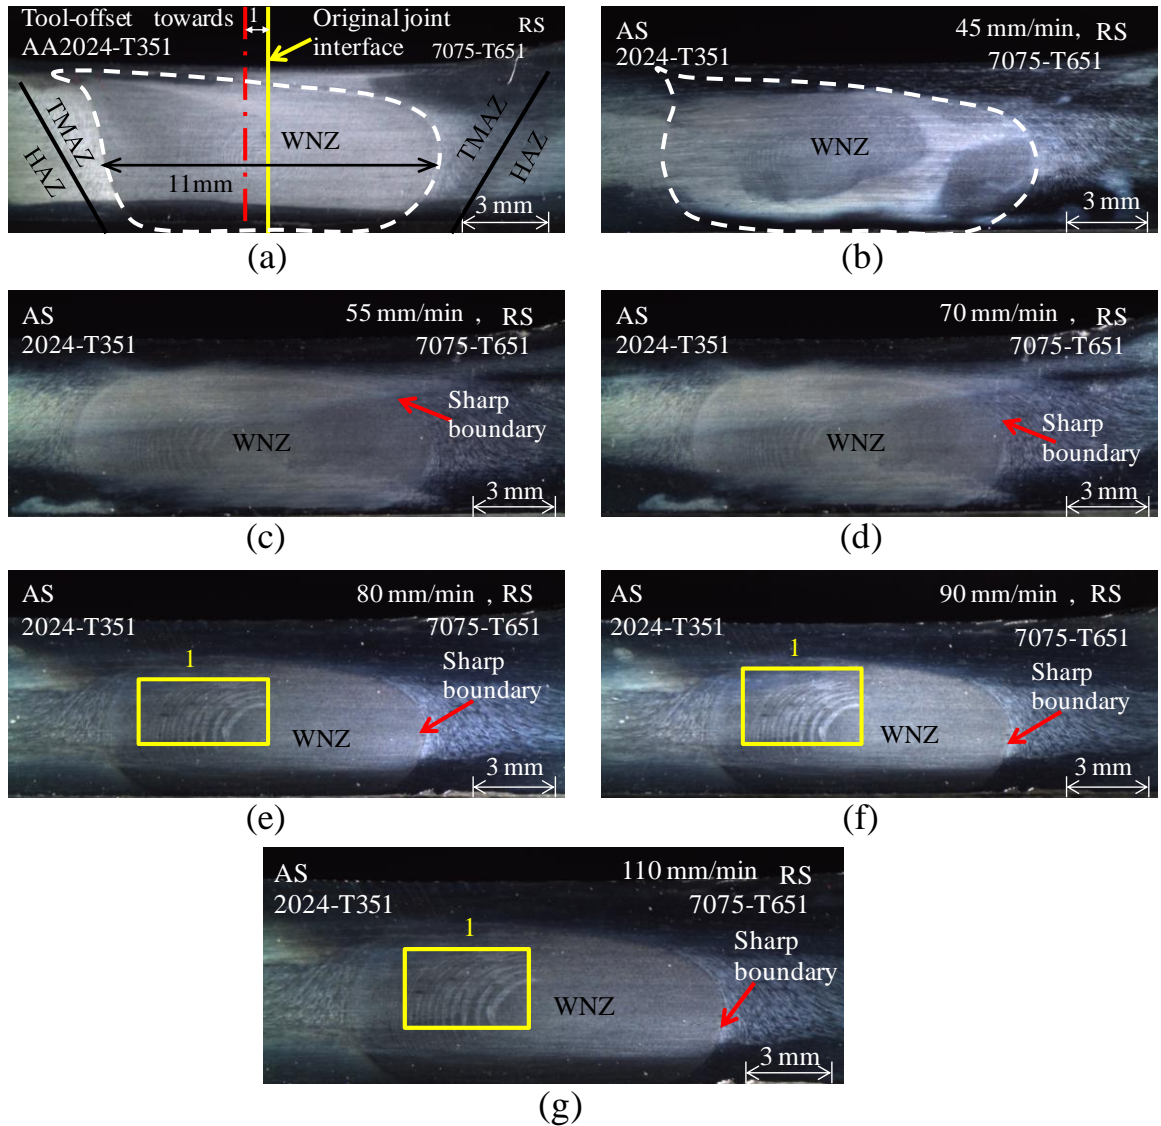 Tool-offset towards
AA2024-T351
1
Original joint
interface
RS
7075-T651
TMAZ
HAZ
WNZ
11mm
TMAZ
HAZ
3 mm
(a)
AS
2024-T351
45 mm/min, RS
7075-T651
WNZ
3 mm
(b)
AS
2024-T351
55 mm/min , RS
7075-T651
Sharp
boundary
WNZ
3 mm
(c)
AS
2024-T351
70 mm/min , RS
7075-T651
Sharp
boundary
WNZ
3 mm
(d)
AS
2024-T351
80 mm/min , RS
7075-T651
1
Sharp
boundary
WNZ
3 mm
(e)
AS
2024-T351
90 mm/min , RS
7075-T651
1
Sharp
boundary
WNZ
3 mm
(f)
AS
2024-T351
110 mm/min RS
7075-T651
1
Sharp
boundary
WNZ
3 mm
(g)